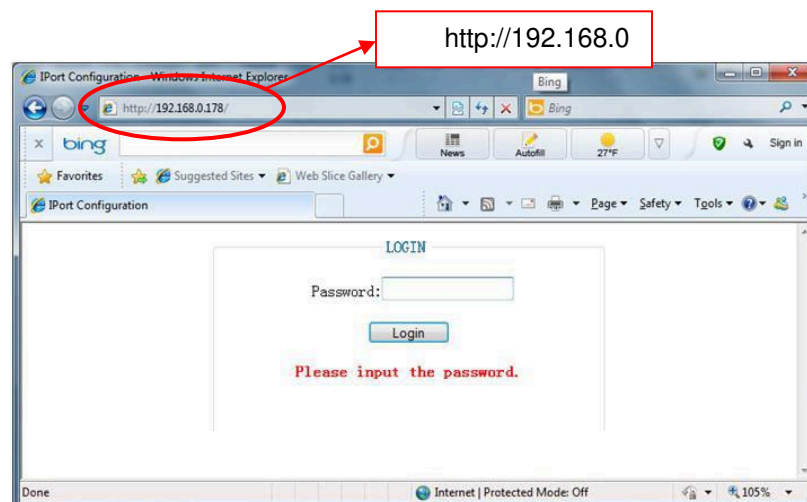 http://192.168.0
IPort Configuration - Windows Internet Explorer
Bing
http://192.168.0.178/
Bing
x bing
News
Autofill
27°F
Sign in
Favorites
Suggested Sites
Web Slice Gallery
IPort Configuration
Page
Safety
Tools
LOGIN
Password:
Login
Please input the password.
Done
Internet | Protected Mode: Off
105%